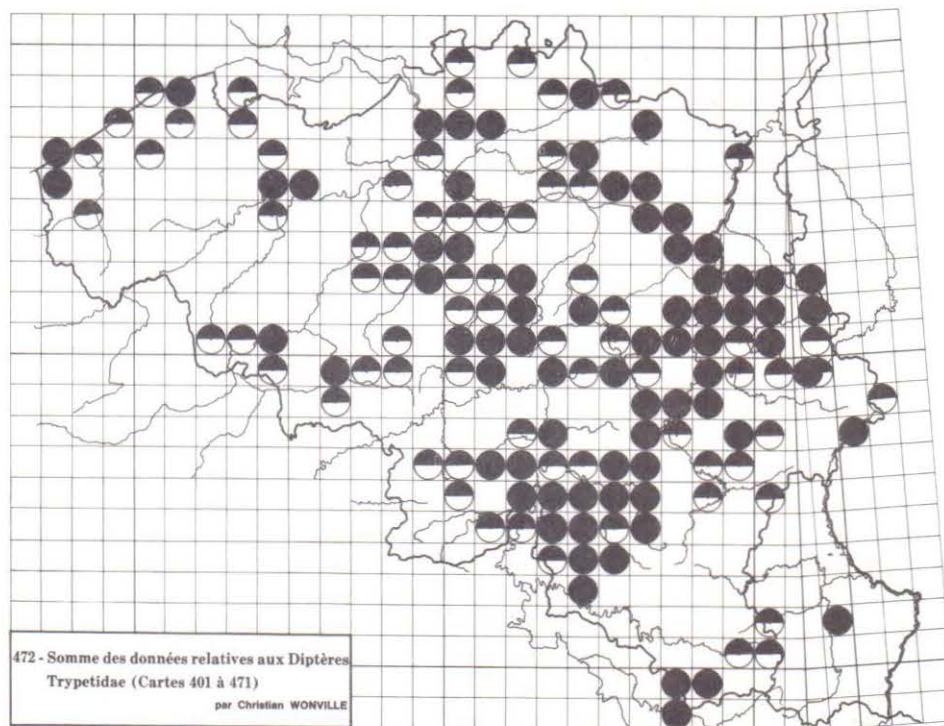 472 - Somme des données relatives aux Diptères
Trypetidae (Cartes 401 à 471)
par Christian WONVILLE